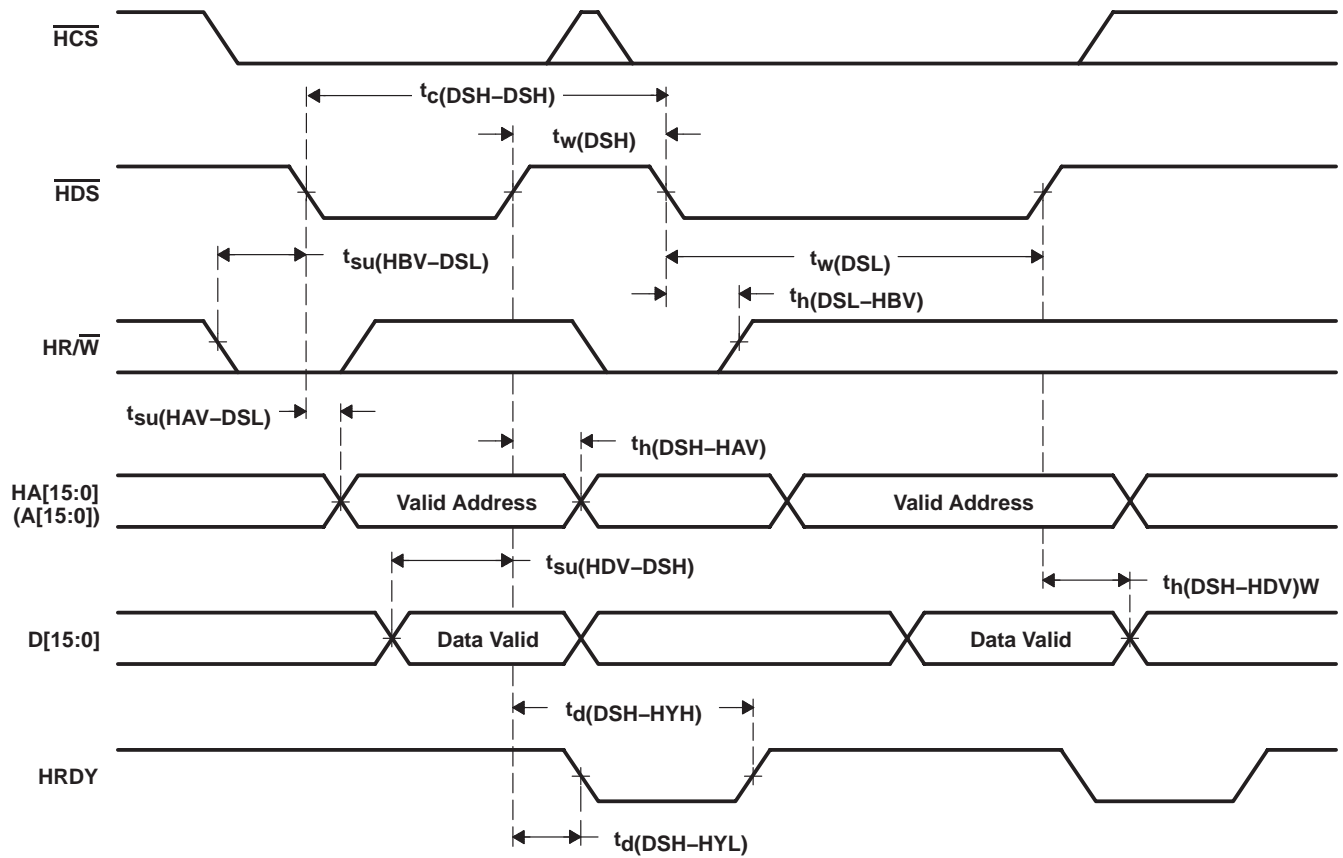 H̅C̅S̅
tc(DSH–DSH)
tw(DSH)
H̅D̅S̅
tsu(HBV–DSL)
tw(DSL)
th(DSL–HBV)
HR/W̅
tsu(HAV–DSL)
th(DSH–HAV)
HA[15:0]
(A[15:0])
Valid Address
Valid Address
tsu(HDV–DSH)
th(DSH–HDV)W
D[15:0]
Data Valid
Data Valid
td(DSH–HYH)
HRDY
td(DSH–HYL)